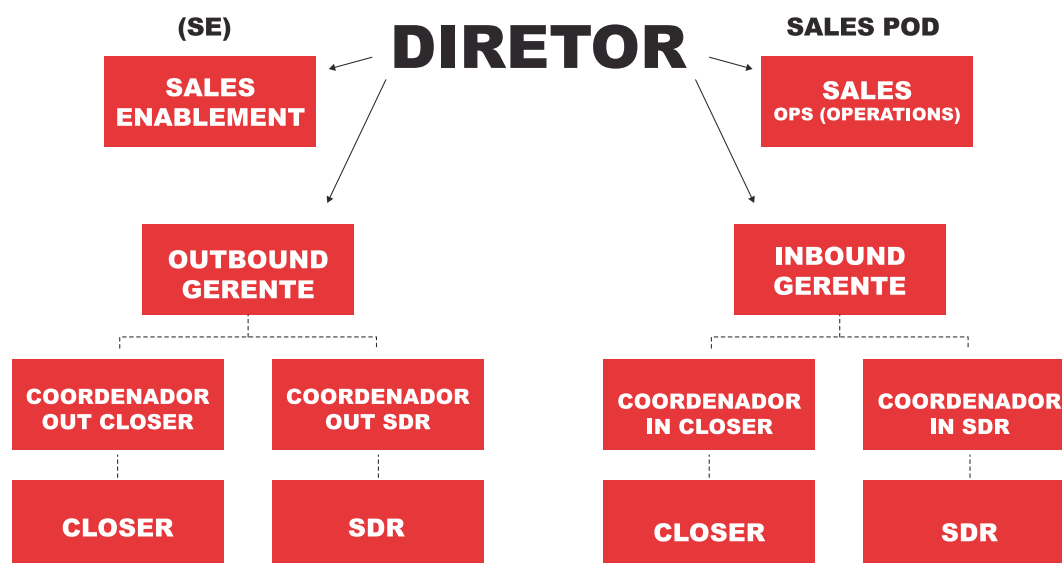 (SE)
DIRETOR
SALES POD
SALES
ENABLEMENT
SALES
OPS (OPERATIONS)
OUTBOUND
GERENTE
INBOUND
GERENTE
COORDENADOR
OUT CLOSER
COORDENADOR
OUT SDR
COORDENADOR
IN CLOSER
COORDENADOR
IN SDR
CLOSER
SDR
CLOSER
SDR